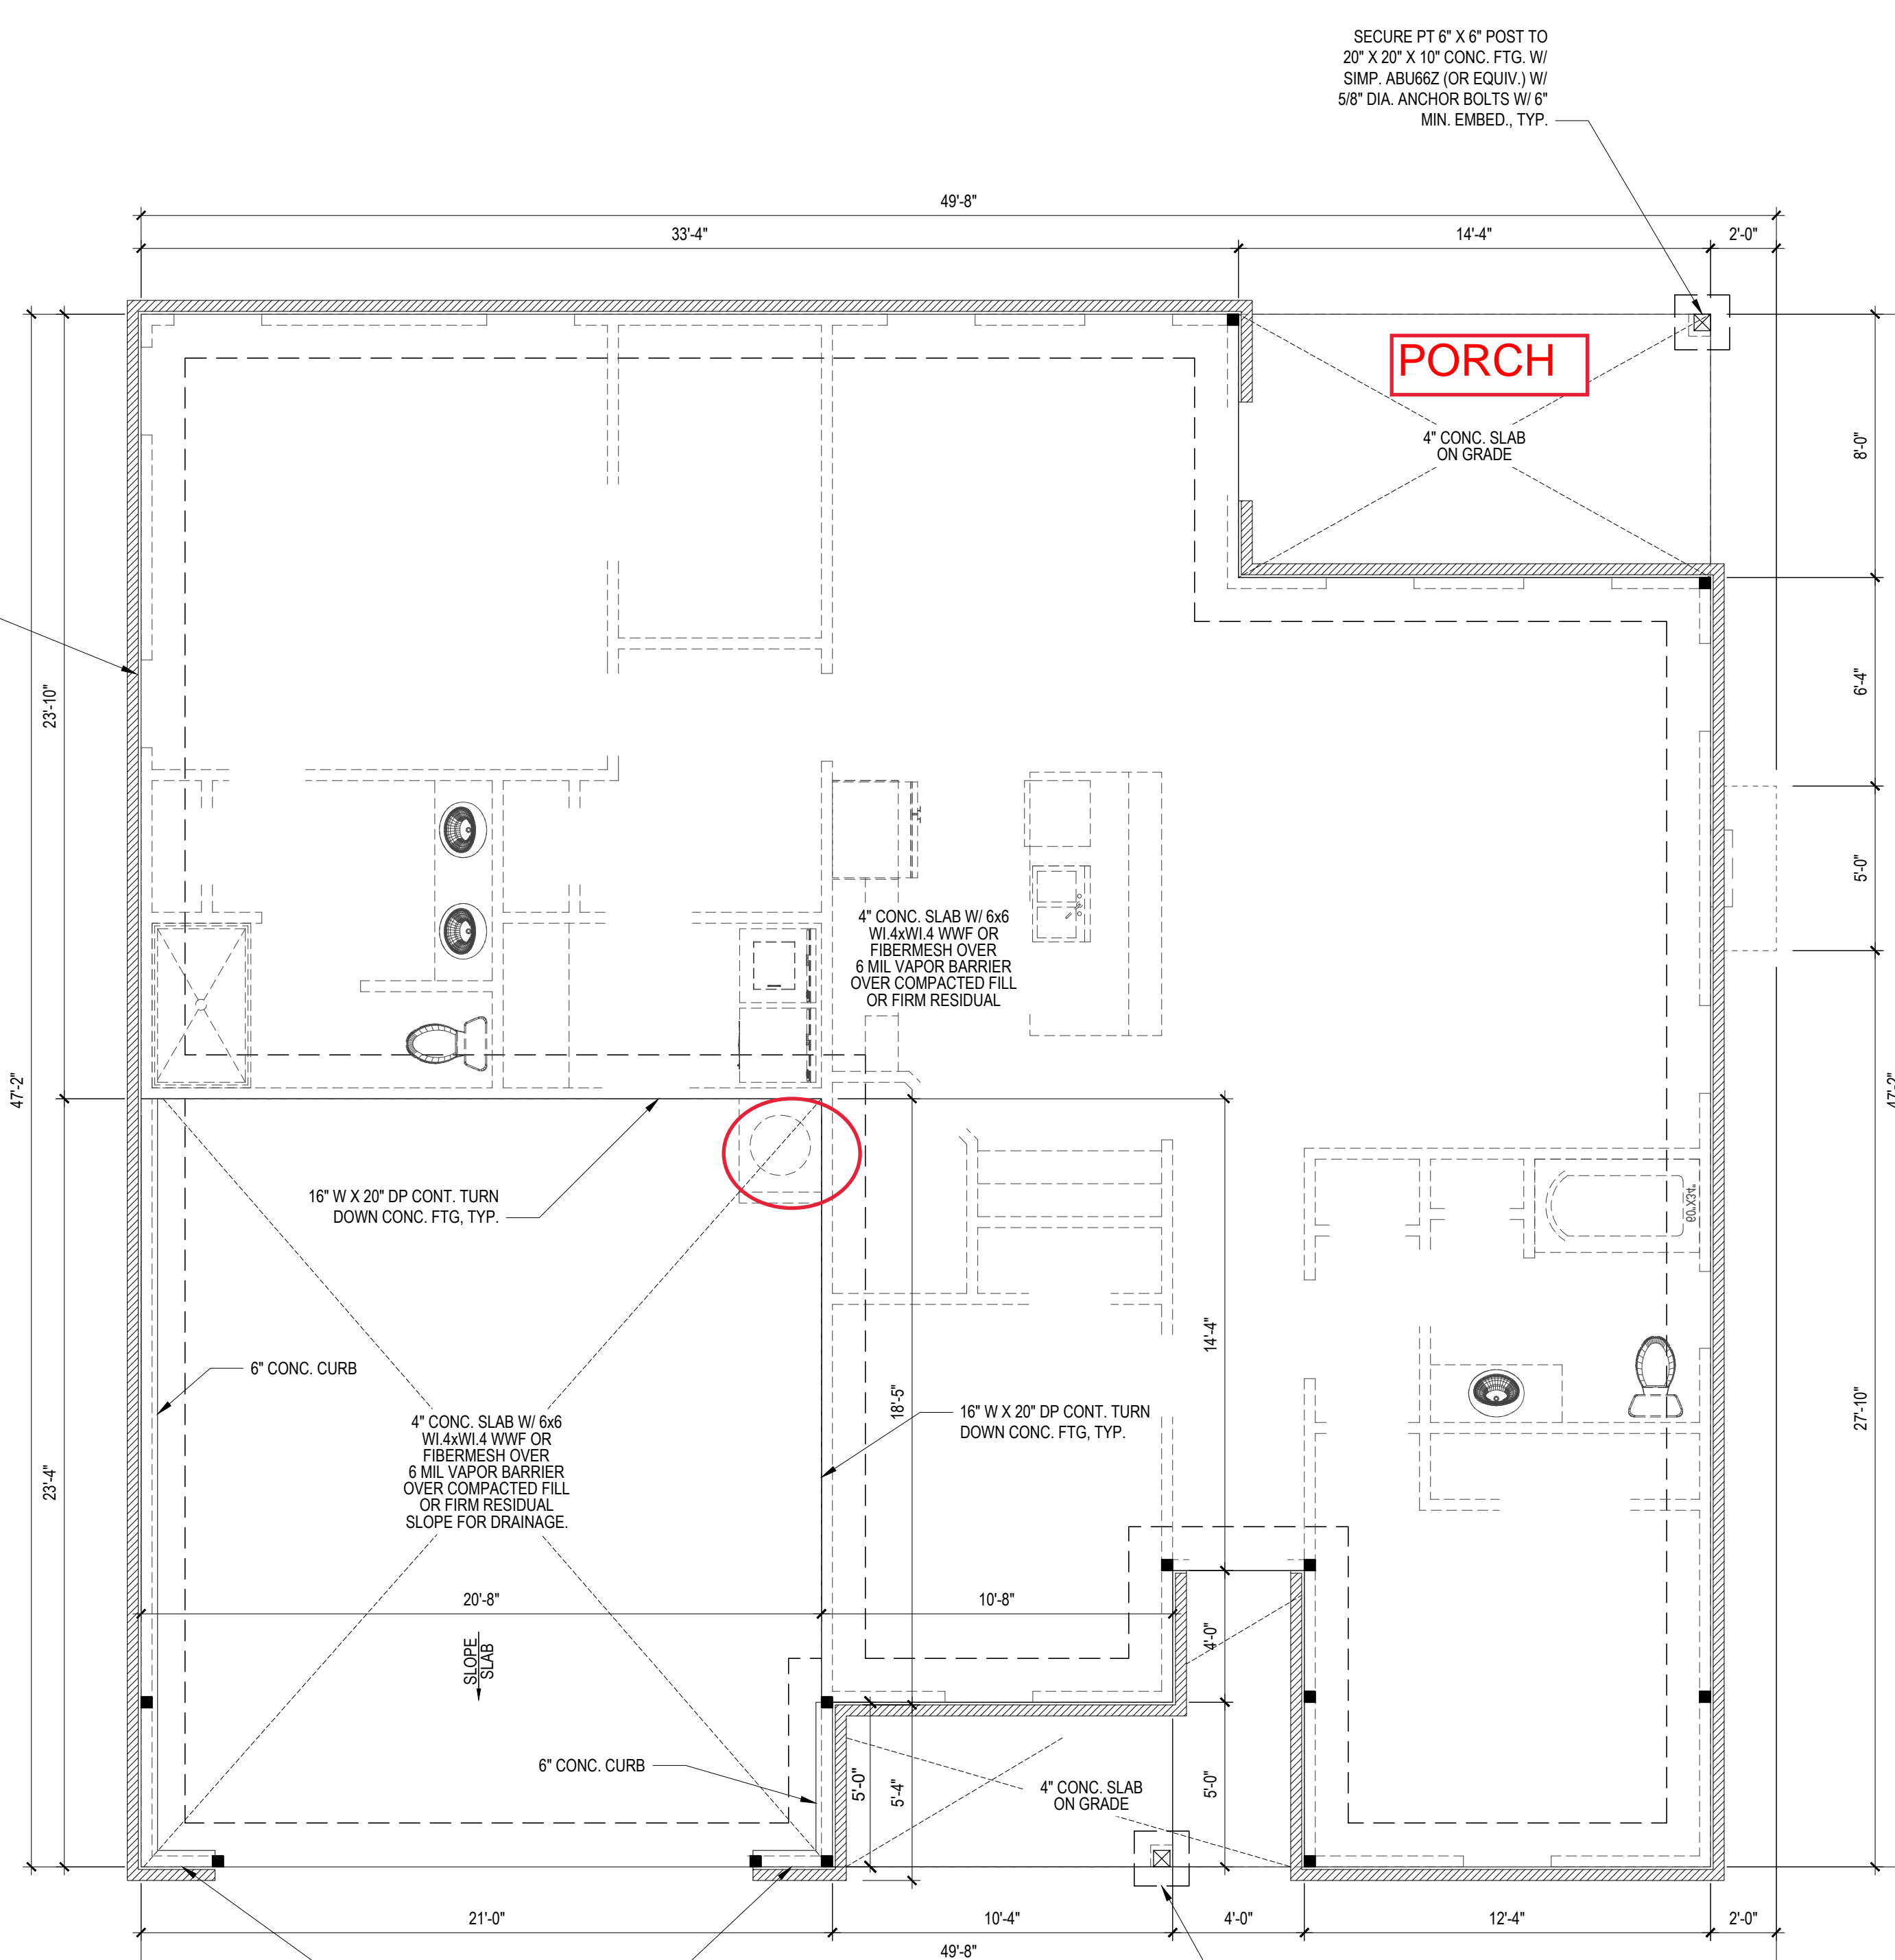 SECURE PT 6" X 6" POST TO
20" X 20" X 10" CONC. FTG. W/
SIMP. ABU66Z (OR EQUIV.) W/
5/8" DIA. ANCHOR BOLTS W/ 6"
MIN. EMBED., TYP.
49'-8"
33'-4"
14'-4"
2'-0"
PORCH
4" CONC. SLAB
ON GRADE
8'-0"
23'-10"
6'-4"
5'-0"
47'-2"
47'-2"
4" CONC. SLAB W/ 6x6
WI.4xWI.4 WWF OR
FIBERMESH OVER
6 MIL VAPOR BARRIER
OVER COMPACTED FILL
OR FIRM RESIDUAL
16" W X 20" DP CONT. TURN
DOWN CONC. FTG, TYP.
60"X34"
14'-4"
6" CONC. CURB
18'-5"
16" W X 20" DP CONT. TURN
DOWN CONC. FTG, TYP.
27'-10"
4" CONC. SLAB W/ 6x6
WI.4xWI.4 WWF OR
FIBERMESH OVER
6 MIL VAPOR BARRIER
OVER COMPACTED FILL
OR FIRM RESIDUAL
SLOPE FOR DRAINAGE.
23'-4"
20'-8"
10'-8"
4'-0"
SLOPE
SLAB
6" CONC. CURB
5'-0"
5'-4"
4" CONC. SLAB
ON GRADE
5'-0"
21'-0"
10'-4"
4'-0"
12'-4"
2'-0"
49'-8"